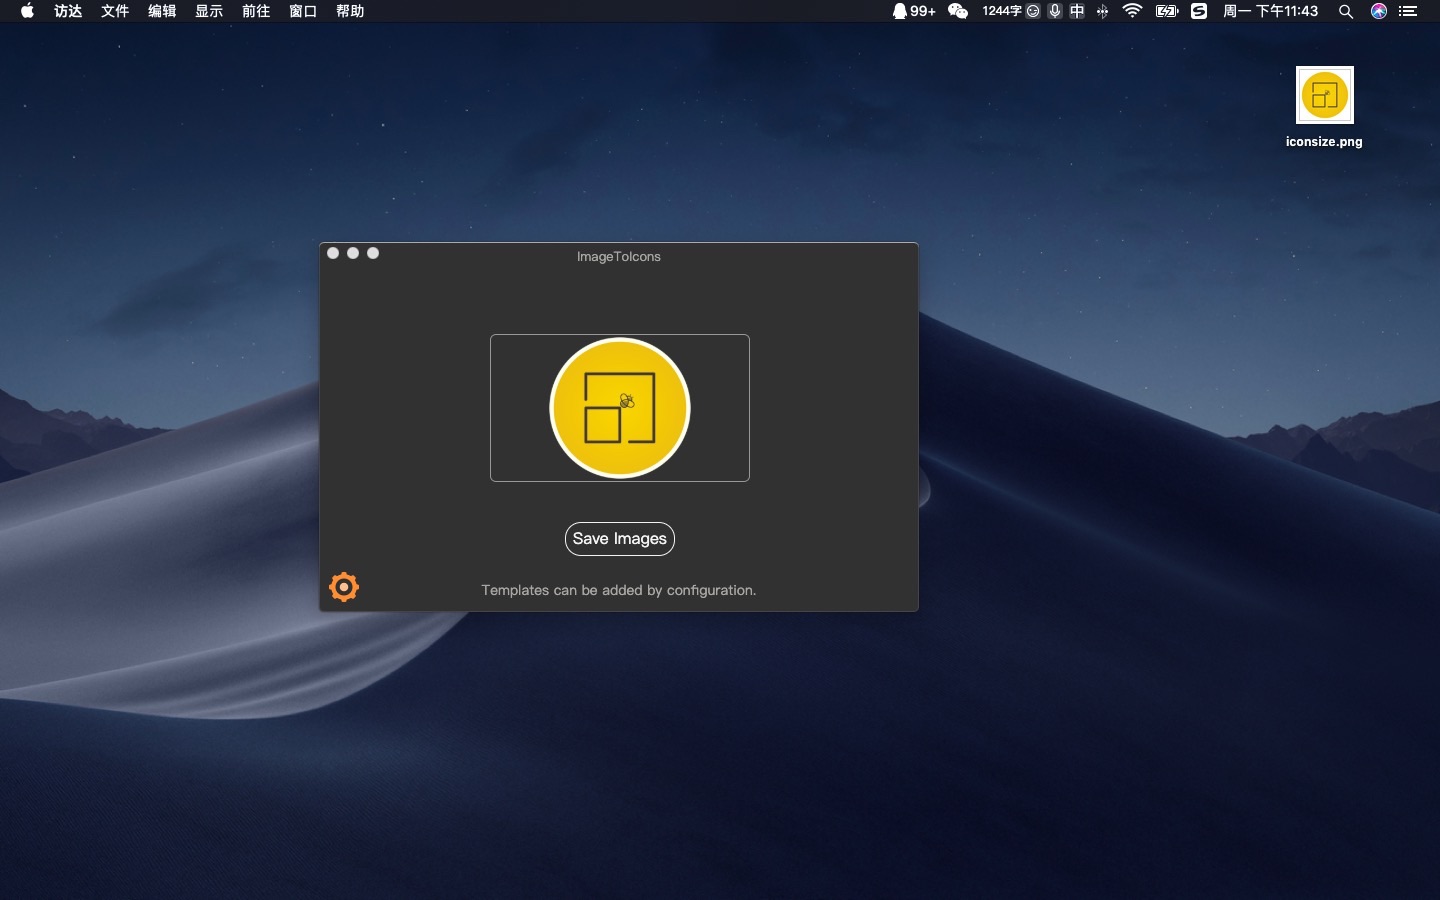 访达 文件 编辑 显示 前往 窗口 帮助 99+ 1244字 中 周一 下午11:43
iconsize.png
ImageToIcons
Save Images
Templates can be added by configuration.